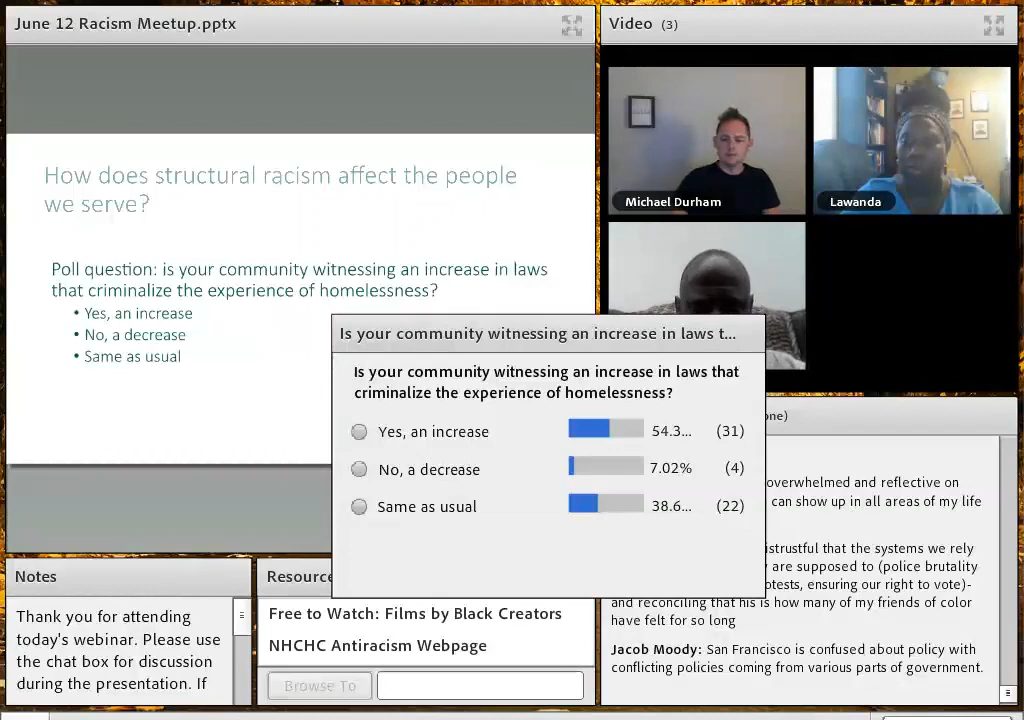 June 12 Racism Meetup.pptx
How does structural racism affect the people
we serve?
Poll question: is your community witnessing an increase in laws
that criminalize the experience of homelessness?
• Yes, an increase
• No, a decrease
• Same as usual
Video (3)
Michael Durham
Lawanda
Is your community witnessing an increase in laws t...
Is your community witnessing an increase in laws that
criminalize the experience of homelessness?
Yes, an increase 54.3... (31)
No, a decrease 7.02% (4)
Same as usual 38.6... (22)
Notes
Thank you for attending
today's webinar. Please use
the chat box for discussion
during the presentation. If
Free to Watch: Films by Black Creators
NHCHC Antiracism Webpage
Browse To
overwhelmed and reflective on
can show up in all areas of my life
that the systems we rely
are supposed to (police brutality
ensuring our right to vote)-
and reconciling that his is how many of my friends of color
have felt for so long
Jacob Moody: San Francisco is confused about policy with
conflicting policies coming from various parts of government.